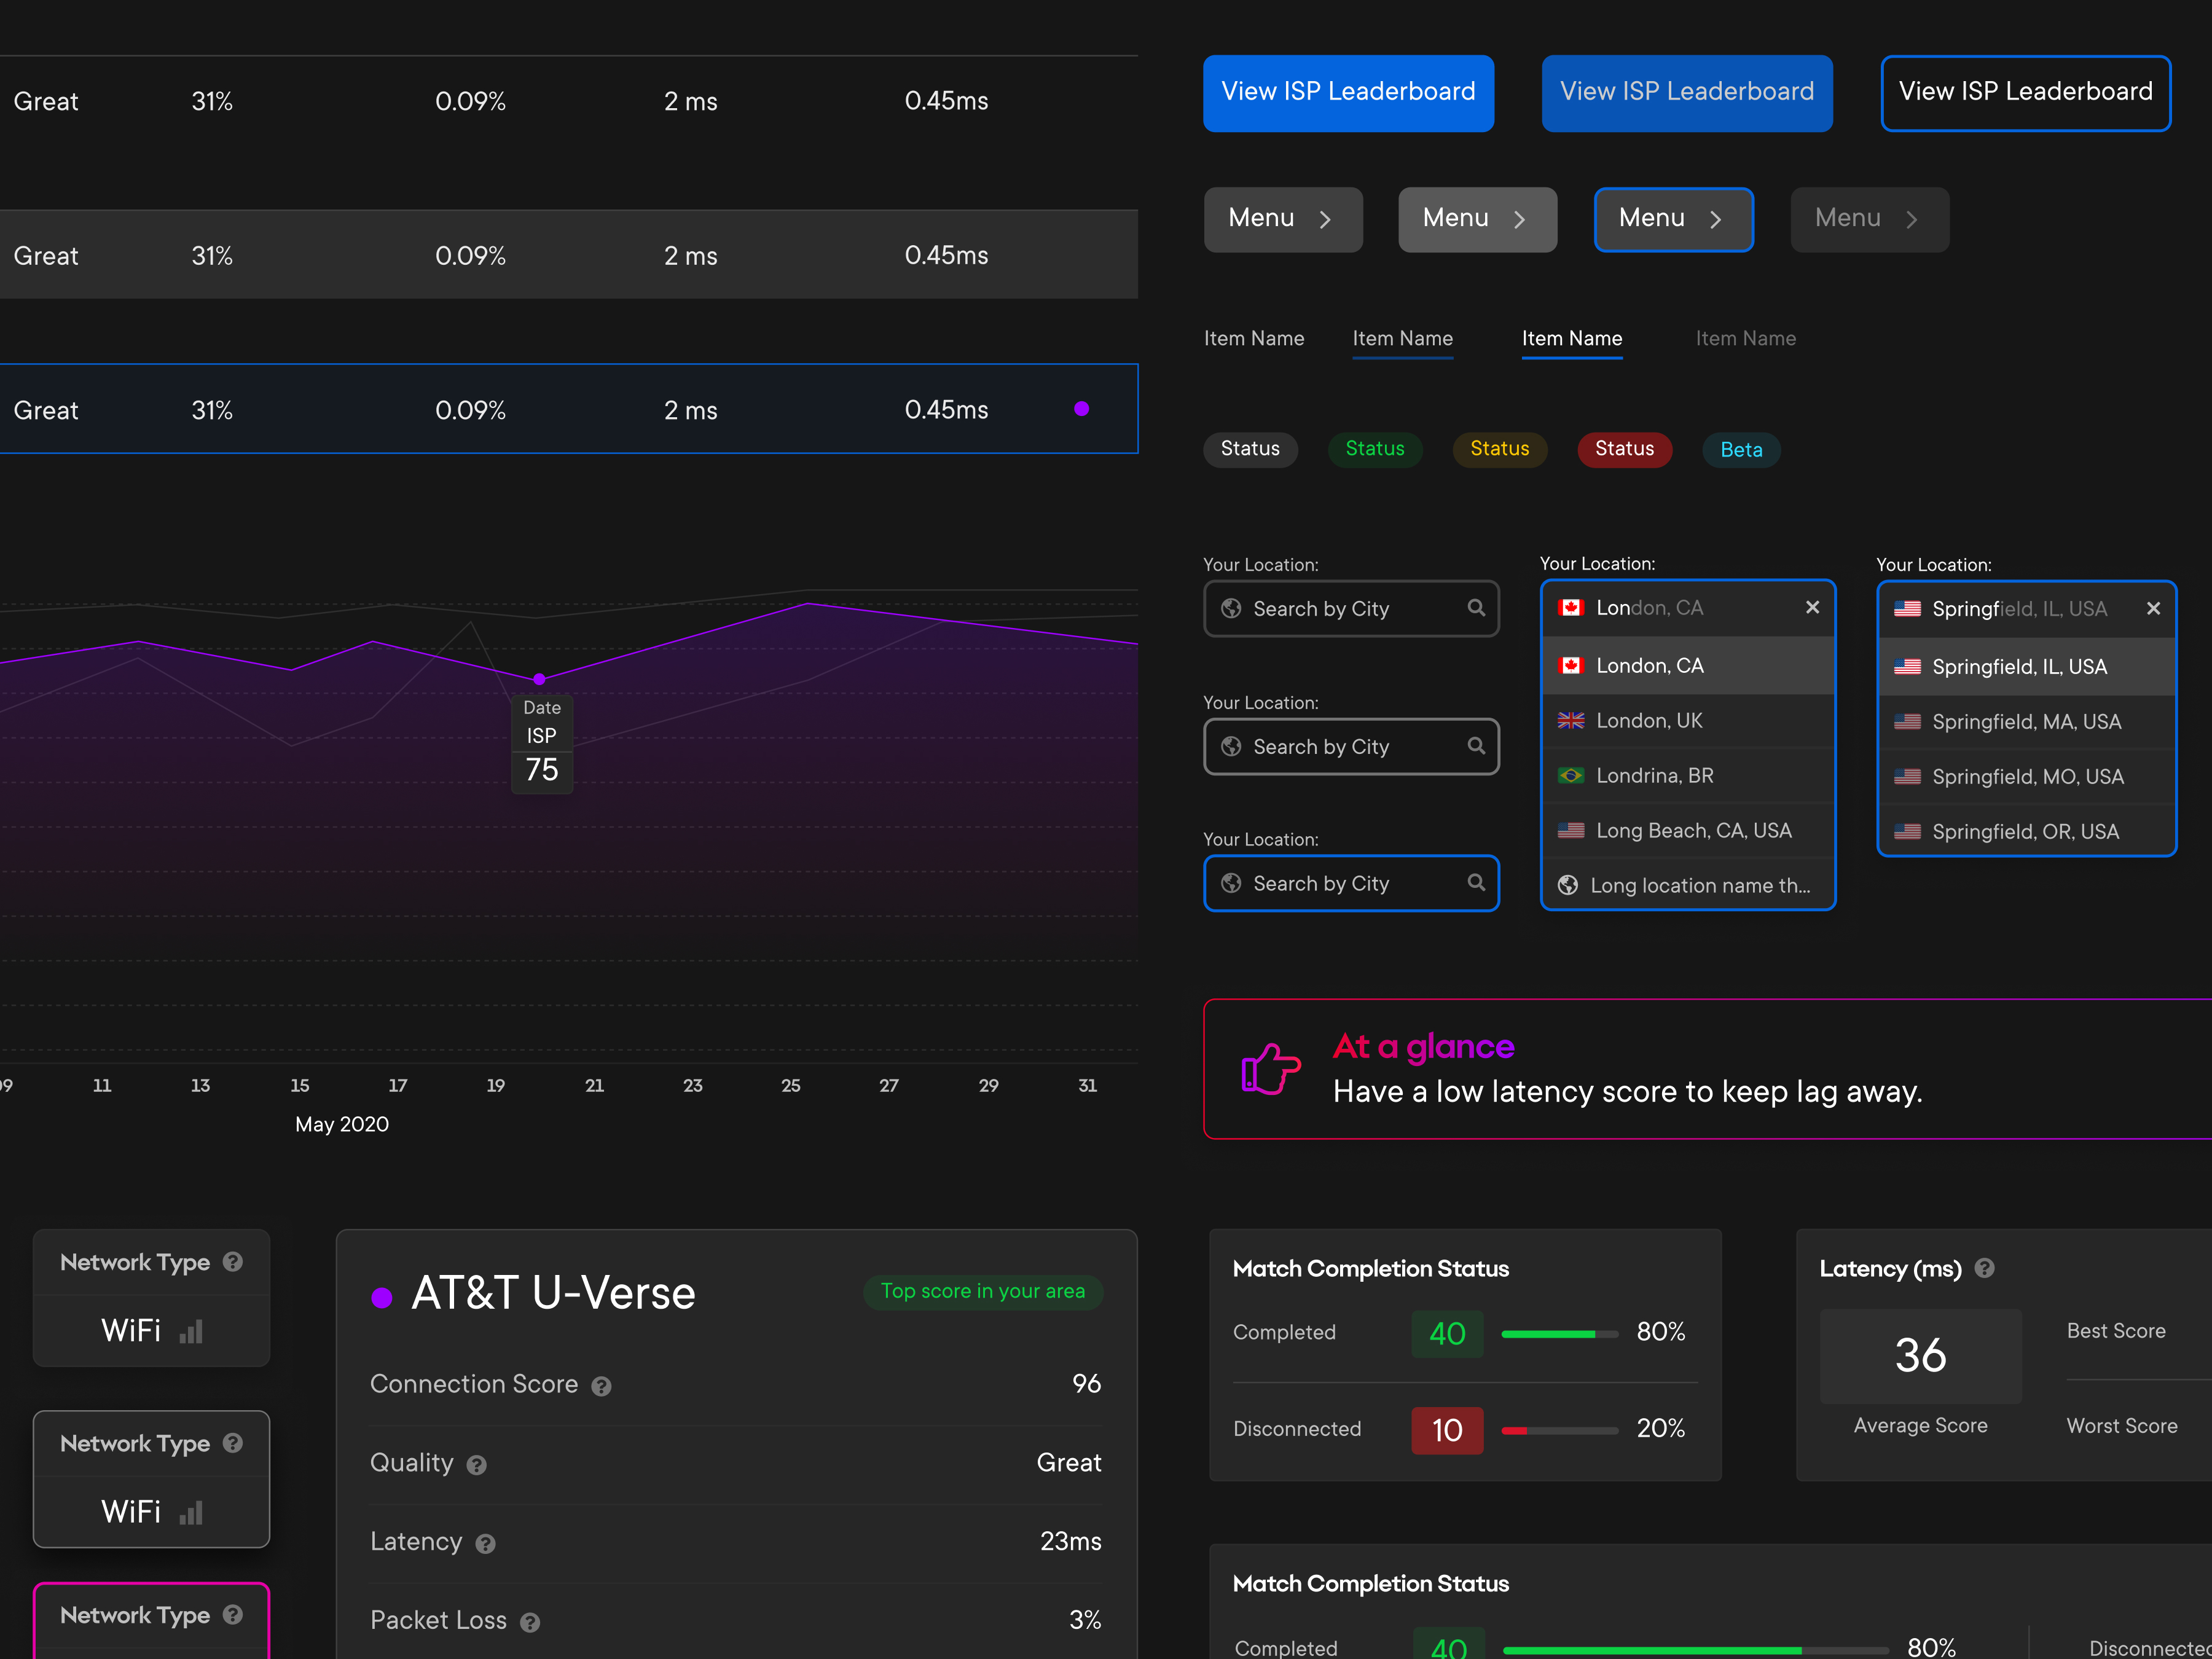 Great 31% 0.09% 2 ms 0.45ms
Great 31% 0.09% 2 ms 0.45ms
Great 31% 0.09% 2 ms 0.45ms
Date
ISP
75
09 11 13 15 17 19 21 23 25 27 29 31
May 2020
View ISP Leaderboard View ISP Leaderboard View ISP Leaderboard
Menu Menu Menu Menu
Item Name Item Name Item Name Item Name
Status Status Status Status Beta
Your Location:
Search by City
Your Location:
Search by City
Your Location:
Search by City
Your Location:
London, CA
London, CA
London, UK
Londrina, BR
Long Beach, CA, USA
Long location name th...
Your Location:
Springfield, IL, USA
Springfield, IL, USA
Springfield, MA, USA
Springfield, MO, USA
Springfield, OR, USA
At a glance
Have a low latency score to keep lag away.
Network Type ?
WiFi
Network Type ?
WiFi
Network Type ?
AT&T U-Verse Top score in your area
Connection Score ? 96
Quality ? Great
Latency ? 23ms
Packet Loss ? 3%
Match Completion Status
Completed 40 80%
Disconnected 10 20%
Latency (ms) ?
36
Average Score
Best Score
Worst Score
Match Completion Status
Completed 40 80% Disconnected